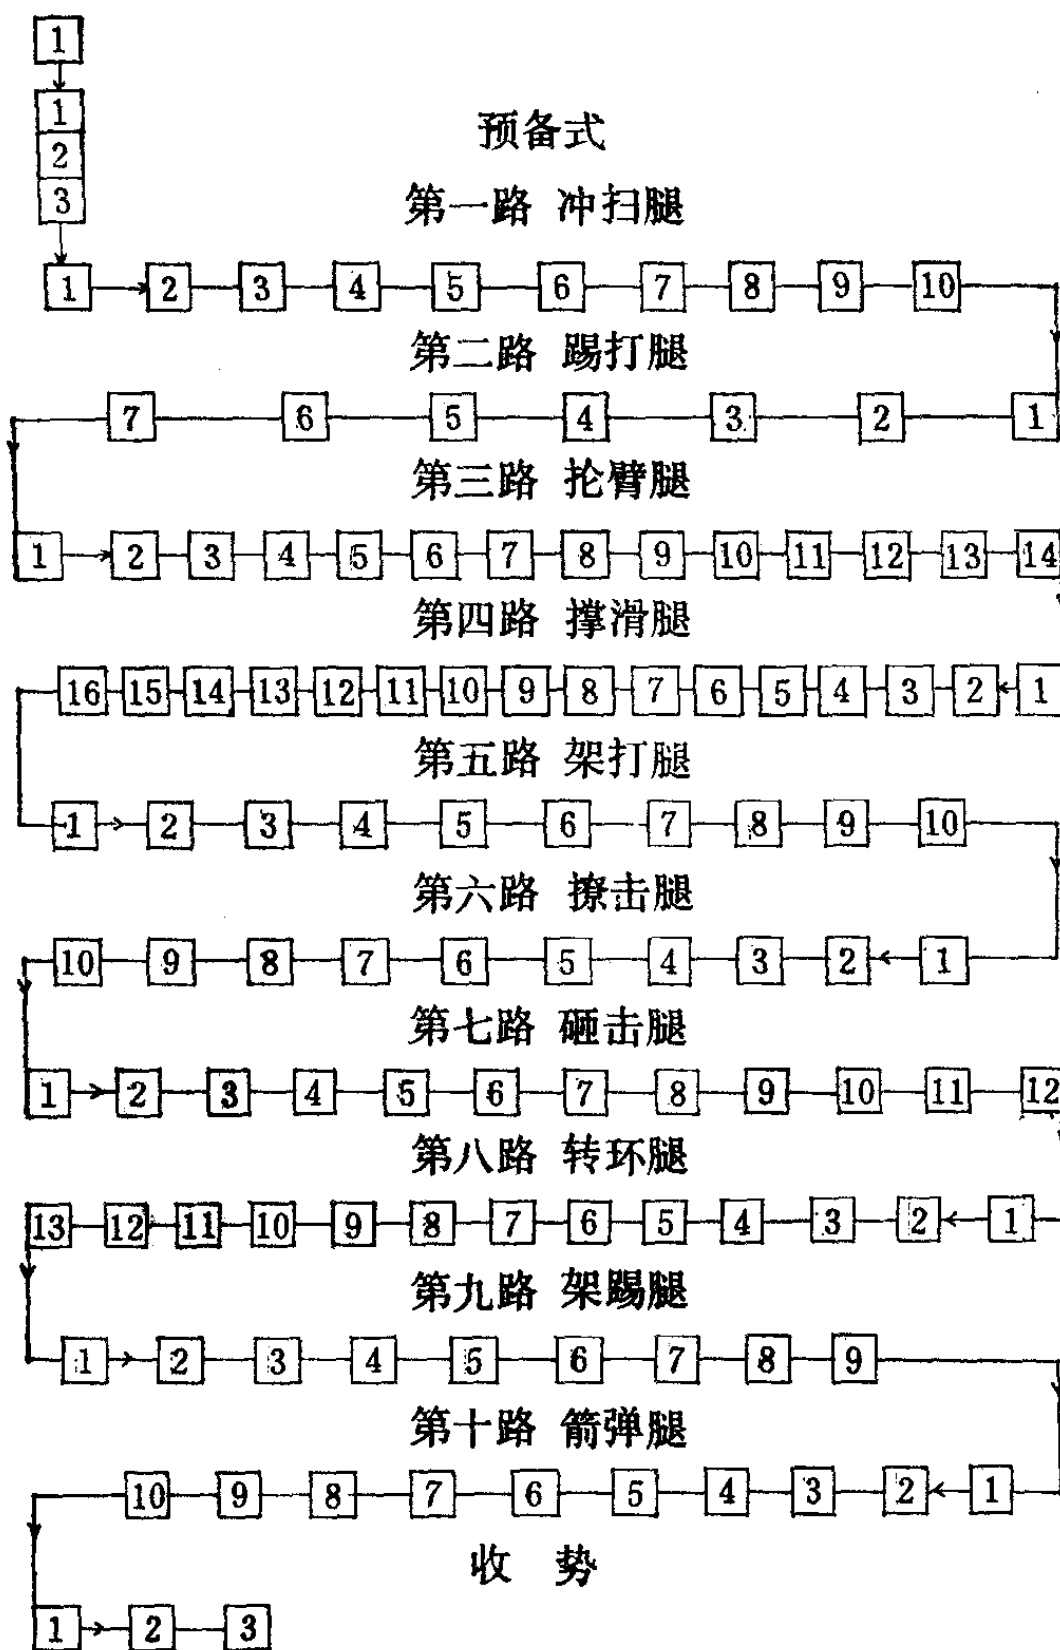 1
1
2
3
预备式
第一路 冲扫腿
1 2 3 4 5 6 7 8 9 10
第二路 踢打腿
7 6 5 4 3 2 1
第三路 抡臂腿
1 2 3 4 5 6 7 8 9 10 11 12 13 14
第四路 撑滑腿
16 15 14 13 12 11 10 9 8 7 6 5 4 3 2 1
第五路 架打腿
1 2 3 4 5 6 7 8 9 10
第六路 撩击腿
10 9 8 7 6 5 4 3 2 1
第七路 砸击腿
1 2 3 4 5 6 7 8 9 10 11 12
第八路 转环腿
13 12 11 10 9 8 7 6 5 4 3 2 1
第九路 架踢腿
1 2 3 4 5 6 7 8 9
第十路 箭弹腿
10 9 8 7 6 5 4 3 2 1
收 势
1 2 3